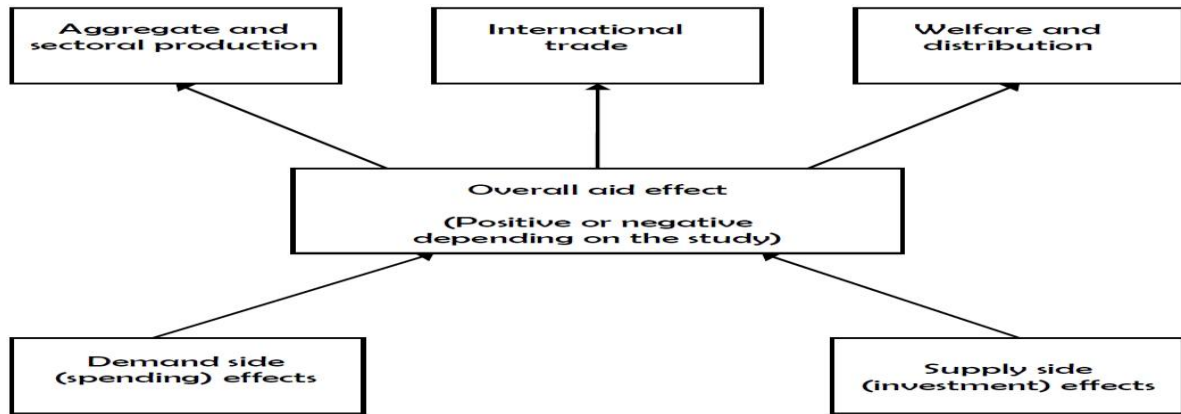 Aggregate and
sectoral production
International
trade
Welfare and
distribution
Overall aid effect
(Positive or negative
depending on the study)
Demand side
(spending) effects
Supply side
(investment) effects